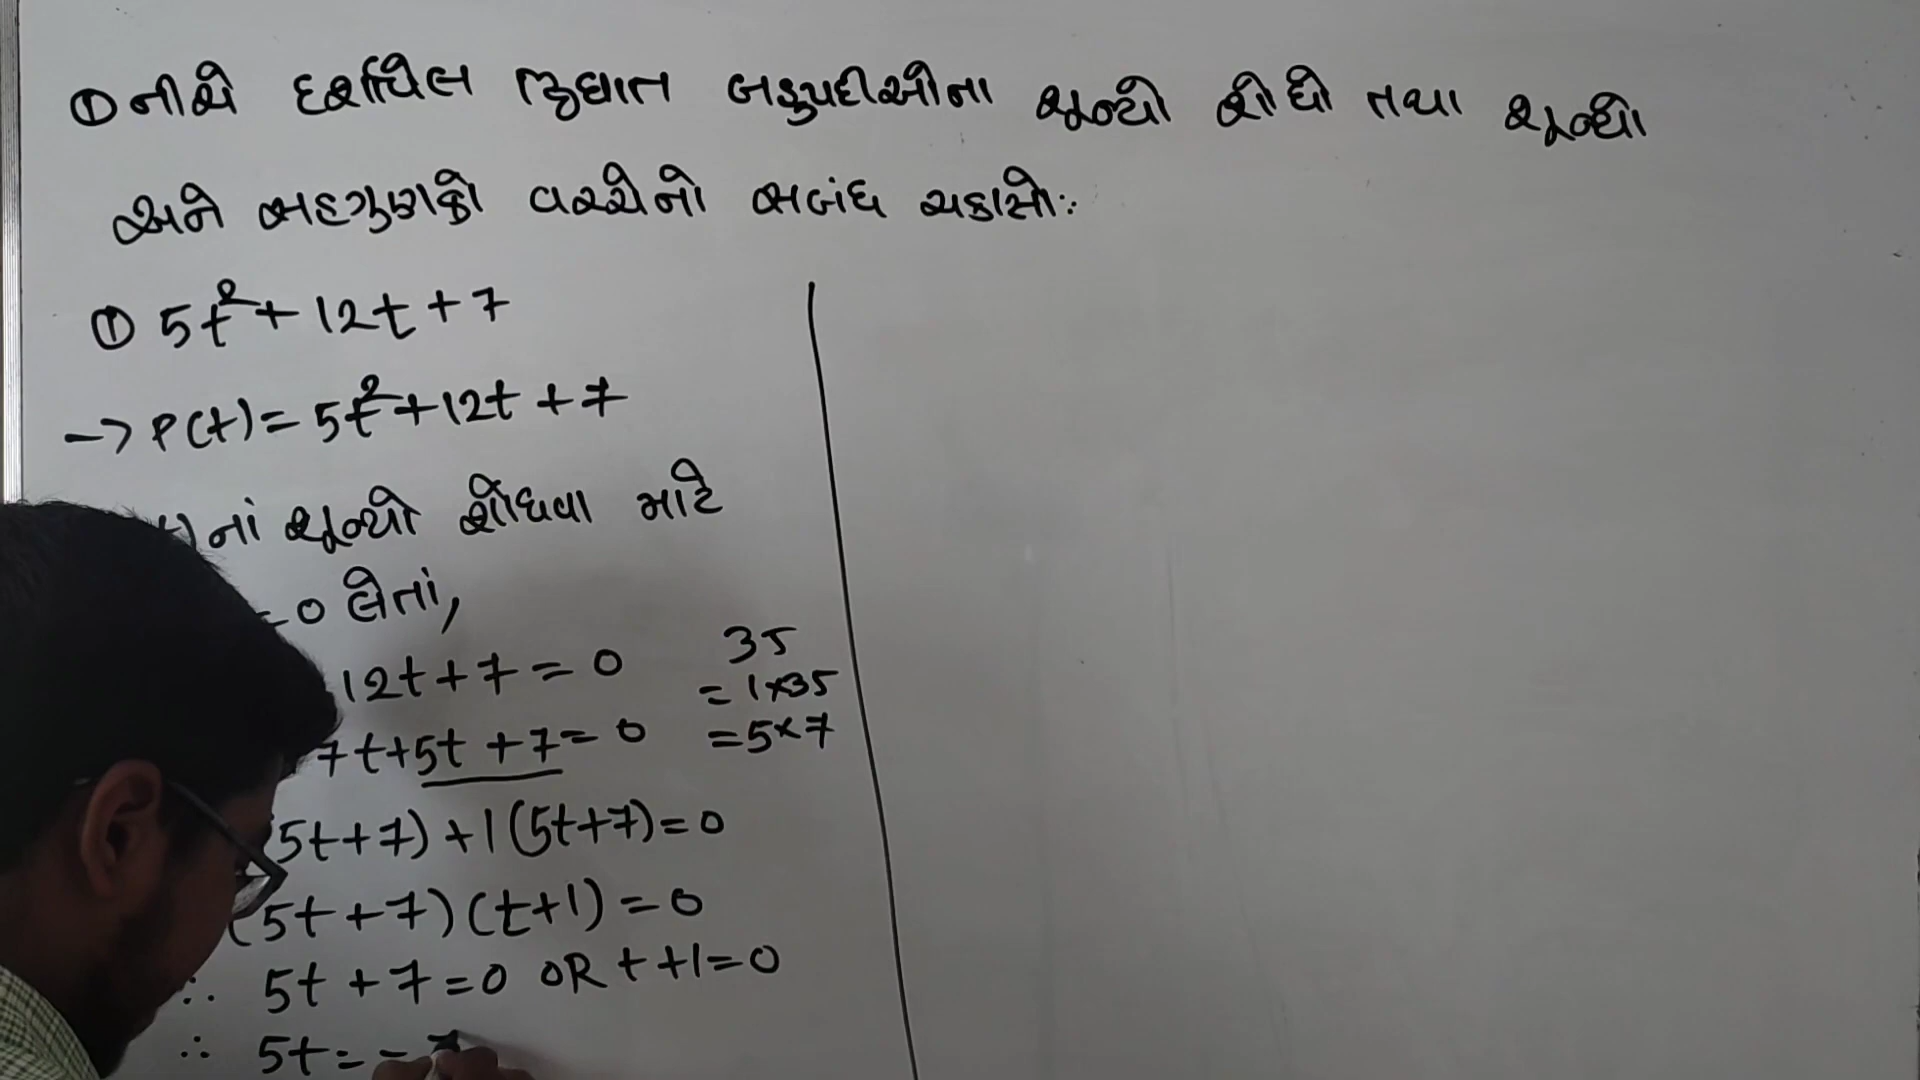 ① નીચે દર્શાવેલ દ્વિઘાત બહુપદીઓના શૂન્યો શોધો તથા શૂન્યો
અને સહગુણકો વચ્ચેનો સબંધ ચકાસો:
① 5t²+12t+7
→ P(t)=5t²+12t+7
t)નાં શૂન્યો શોધવા માટે
=0 લેતાં,
12t+7=0
7t+5t+7=0
35
=1×35
=5×7
5t+7)+1(5t+7)=0
(5t+7)(t+1)=0
∴ 5t+7=0 OR t+1=0
∴ 5t=-7